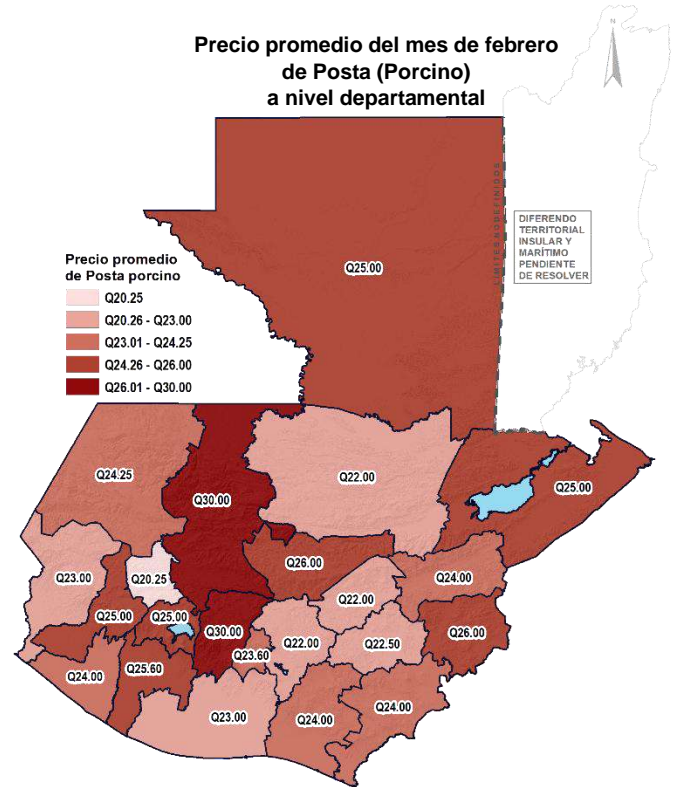 Precio promedio del mes de febrero
de Posta (Porcino)
a nivel departamental
N
LÍMITES NO DEFINIDOS
DIFERENDO
TERRITORIAL
INSULAR Y
MARÍTIMO
PENDIENTE
DE RESOLVER
Q25.00
Precio promedio
de Posta porcino
Q20.25
Q20.26 - Q23.00
Q23.01 - Q24.25
Q24.26 - Q26.00
Q26.01 - Q30.00
Q24.25
Q30.00
Q22.00
Q25.00
Q23.00
Q20.25
Q26.00
Q24.00
Q25.00
Q25.00
Q30.00
Q22.00
Q26.00
Q24.00
Q25.60
Q23.60
Q22.00
Q22.50
Q23.00
Q24.00
Q24.00